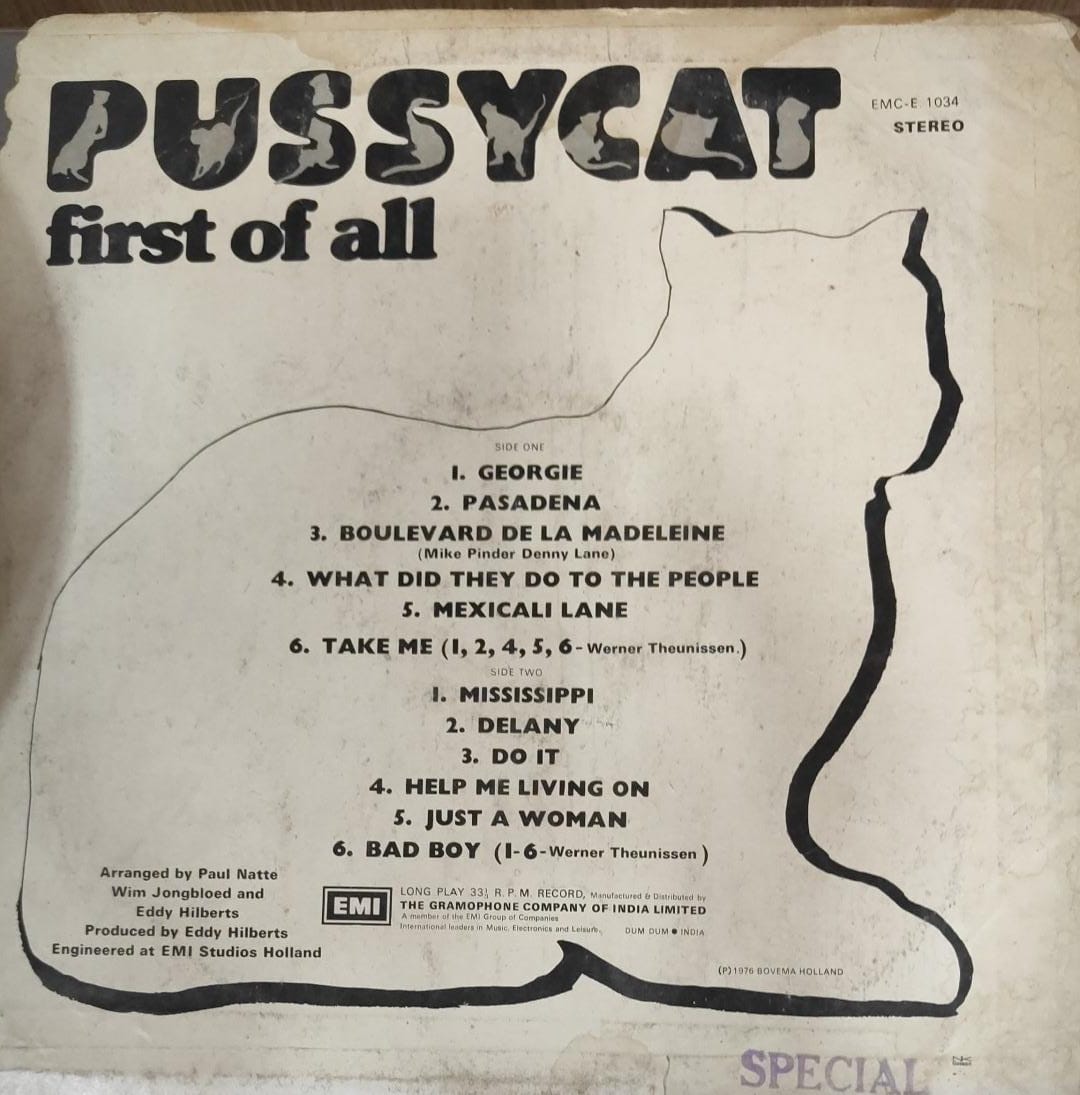 PUSSYCAT
first of all
EMC-E 1034
STEREO
SIDE ONE
1. GEORGIE
2. PASADENA
3. BOULEVARD DE LA MADELEINE
(Mike Pinder Denny Lane)
4. WHAT DID THEY DO TO THE PEOPLE
5. MEXICALI LANE
6. TAKE ME (1, 2, 4, 5, 6 - Werner Theunissen.)
SIDE TWO
1. MISSISSIPPI
2. DELANY
3. DO IT
4. HELP ME LIVING ON
5. JUST A WOMAN
6. BAD BOY (1-6-Werner Theunissen)
Arranged by Paul Natte
Wim Jongbloed and
Eddy Hilberts
Produced by Eddy Hilberts
Engineered at EMI Studios Holland
EMI
LONG PLAY 33⅓ R.P.M. RECORD, Manufactured & Distributed by
THE GRAMOPHONE COMPANY OF INDIA LIMITED
A member of the EMI Group of Companies
International leaders in Music, Electronics and Leisure.
DUM DUM ● INDIA
(P) 1976 BOVEMA HOLLAND
SPECIAL